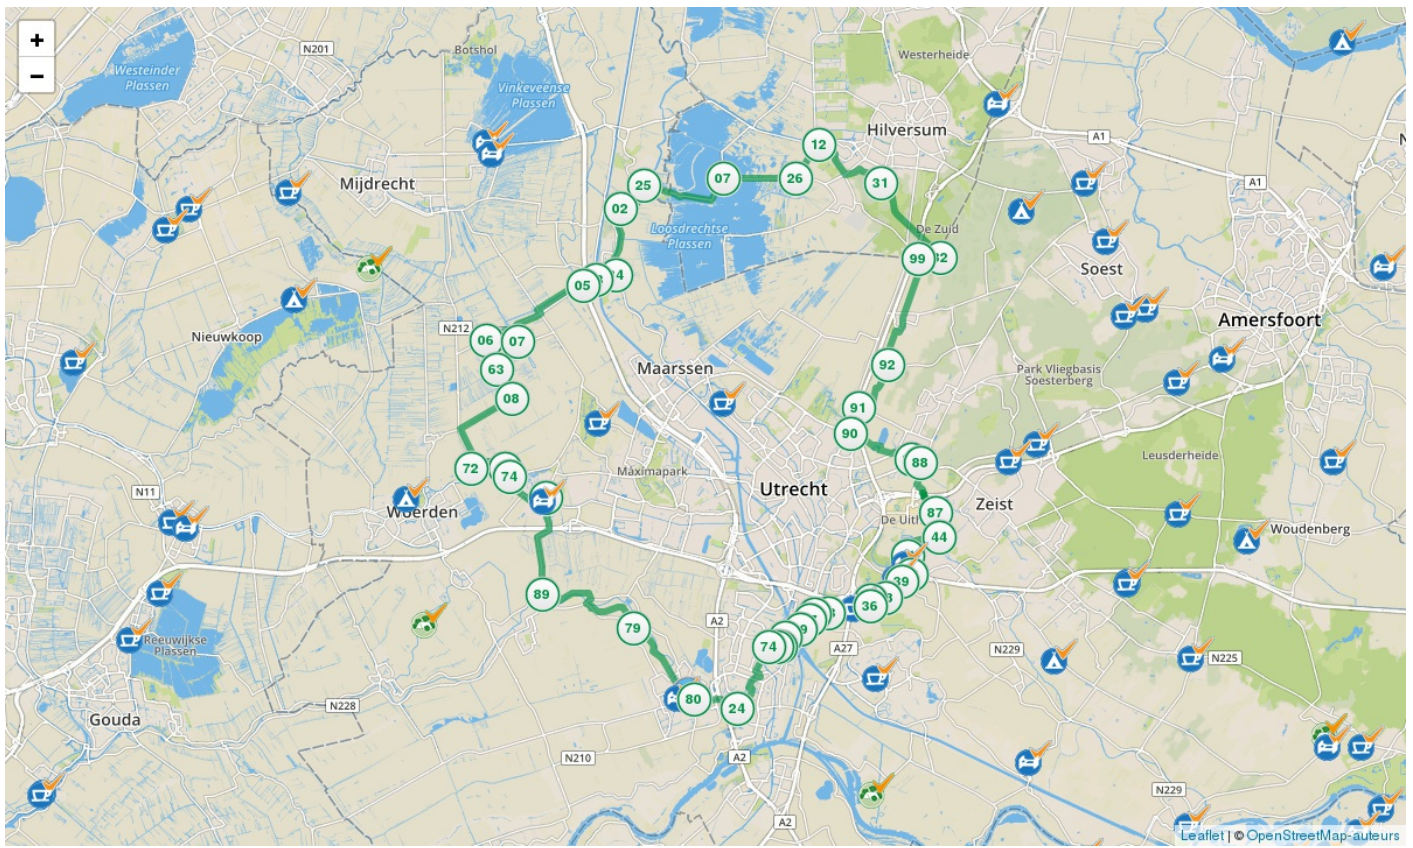 +
−
N201
Botshol
Westerheide
Westeinder
Plassen
Vinkeveense
Plassen
Hilversum
A1
12
Mijdrecht
25
07
26
31
A1
02
Loosdrechtse
Plassen
De Zuid
99
32
Soest
05
Nieuwkoop
N212
06
07
Amersfoort
63
Maarssen
92
Park Vliegbasis
Soesterberg
08
91
90
72
74
Máximapark
88
Leusderheide
N11
Utrecht
Woerden
87
Zeist
De Uith
44
Woudenberg
89
39
36
79
A2
Reeuwijkse
Plassen
74
A27
N229
N225
80
24
N228
Gouda
N210
A2
N229
A2
Leaflet | © OpenStreetMap-auteurs